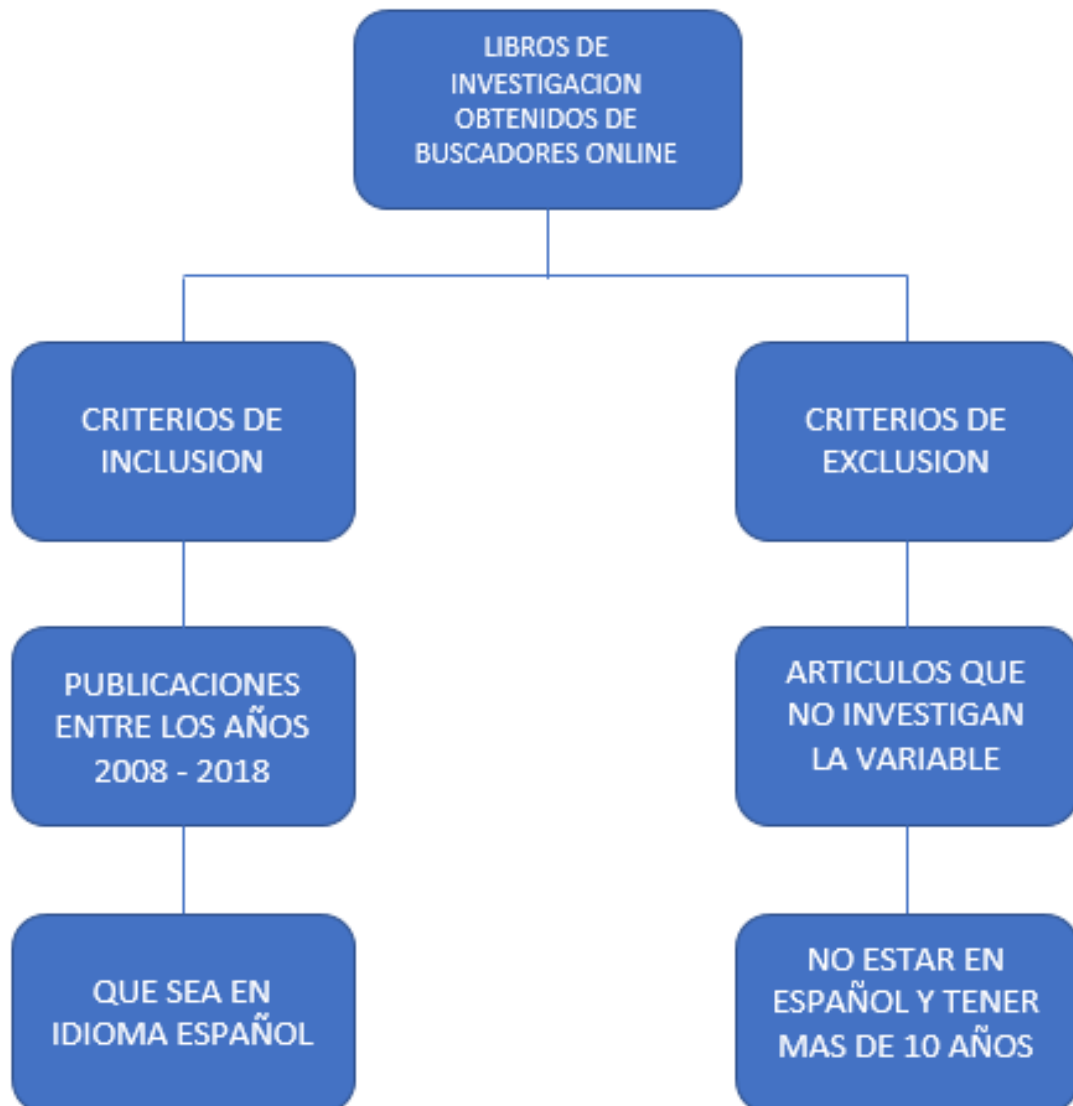 LIBROS DE
INVESTIGACION
OBTENIDOS DE
BUSCADORES ONLINE
CRITERIOS DE
INCLUSION
CRITERIOS DE
EXCLUSION
PUBLICACIONES
ENTRE LOS AÑOS
2008 - 2018
ARTICULOS QUE
NO INVESTIGAN
LA VARIABLE
QUE SEA EN
IDIOMA ESPAÑOL
NO ESTAR EN
ESPAÑOL Y TENER
MAS DE 10 AÑOS